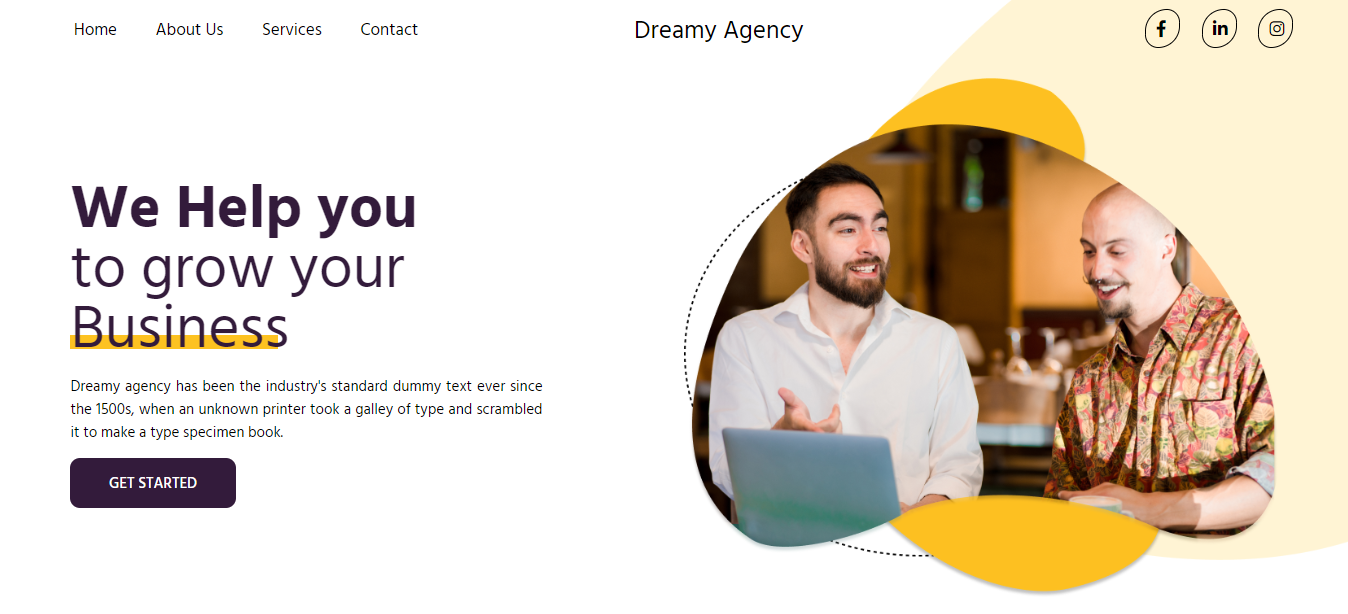 Home About Us Services Contact Dreamy Agency
We Help you
to grow your
Business
Dreamy agency has been the industry's standard dummy text ever since
the 1500s, when an unknown printer took a galley of type and scrambled
it to make a type specimen book.
GET STARTED